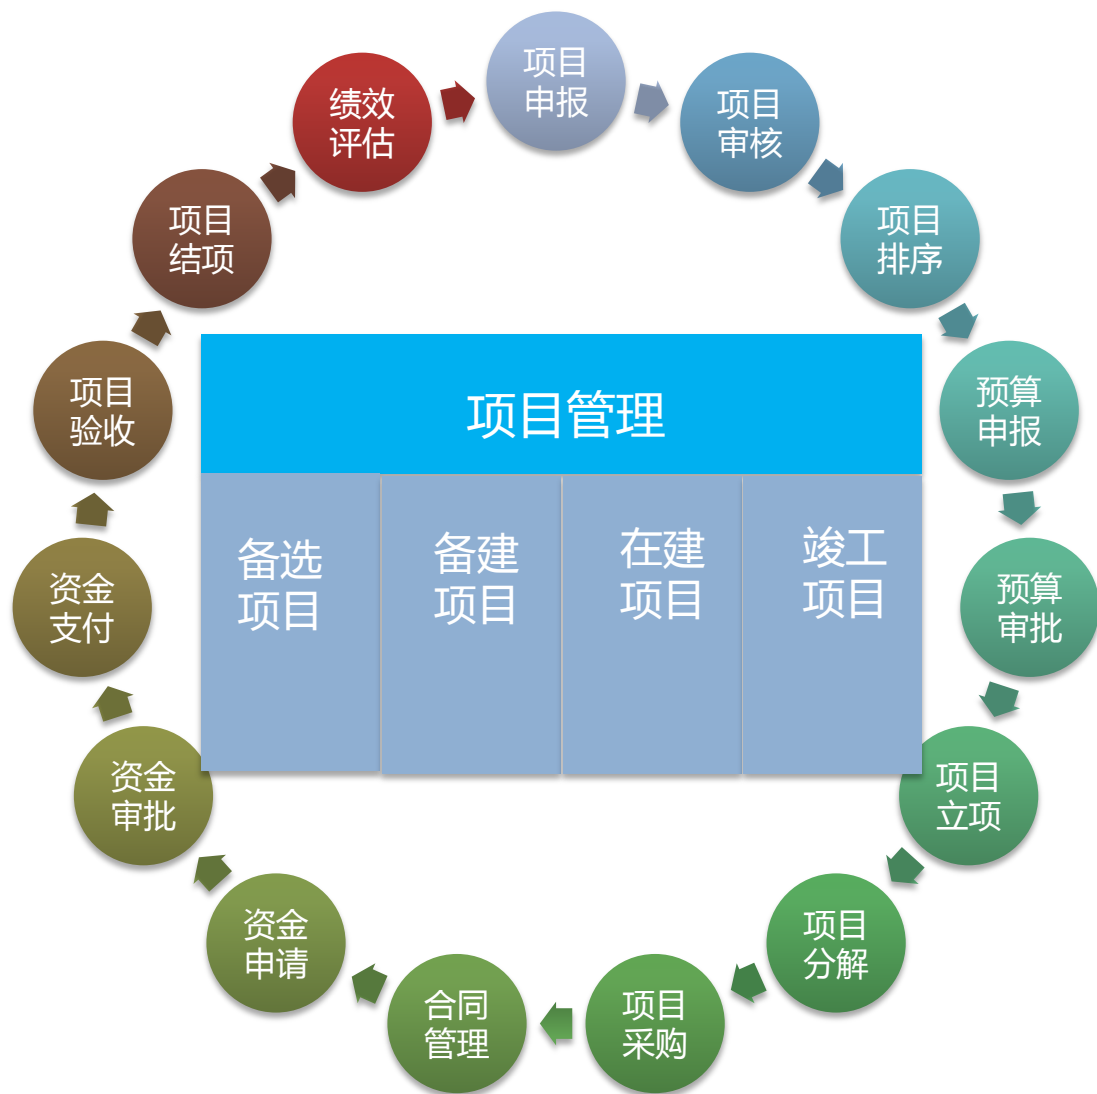 项目
申报
项目
审核
项目
排序
预算
申报
预算
审批
项目
立项
项目
分解
项目
采购
合同
管理
资金
申请
资金
审批
资金
支付
项目
验收
项目
结项
绩效
评估
项目管理
备选
项目
备建
项目
在建
项目
竣工
项目